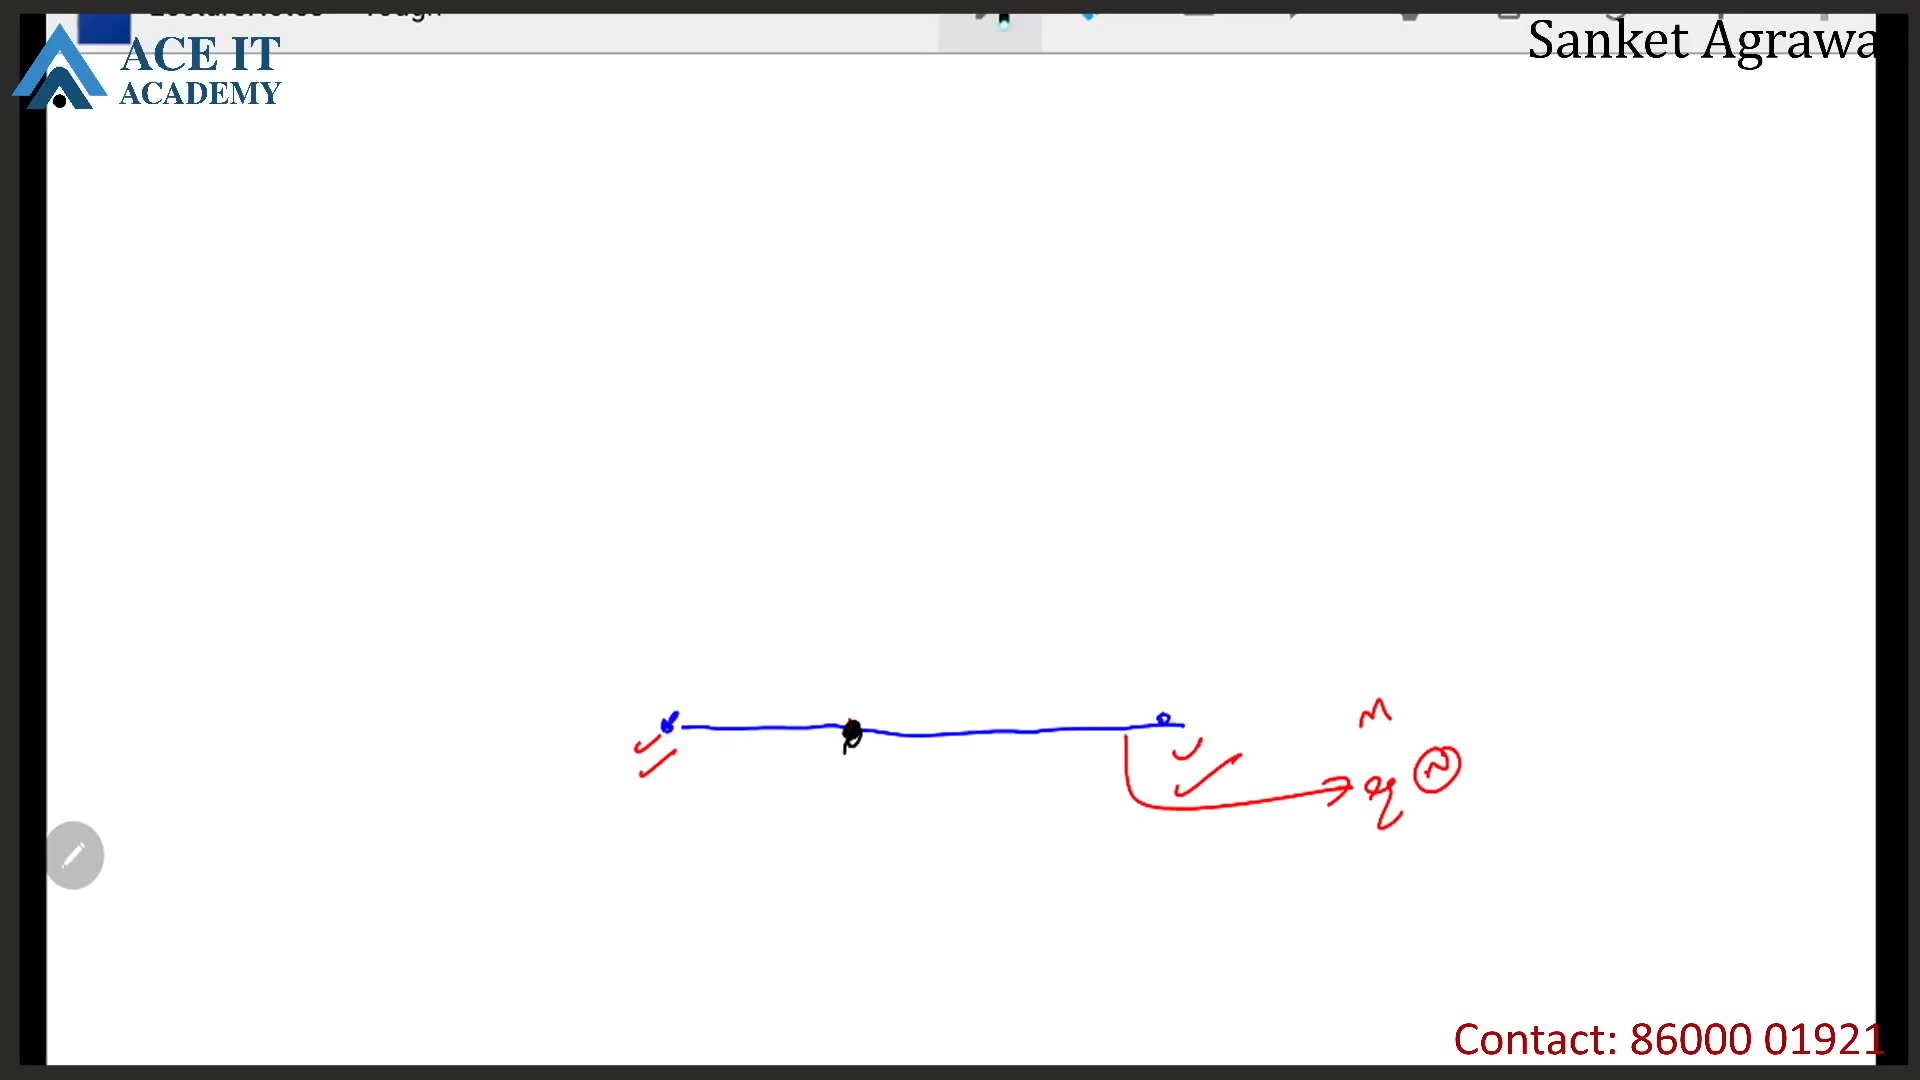 ACE IT
ACADEMY
Sanket Agrawa
P
M
N
Contact: 86000 01921